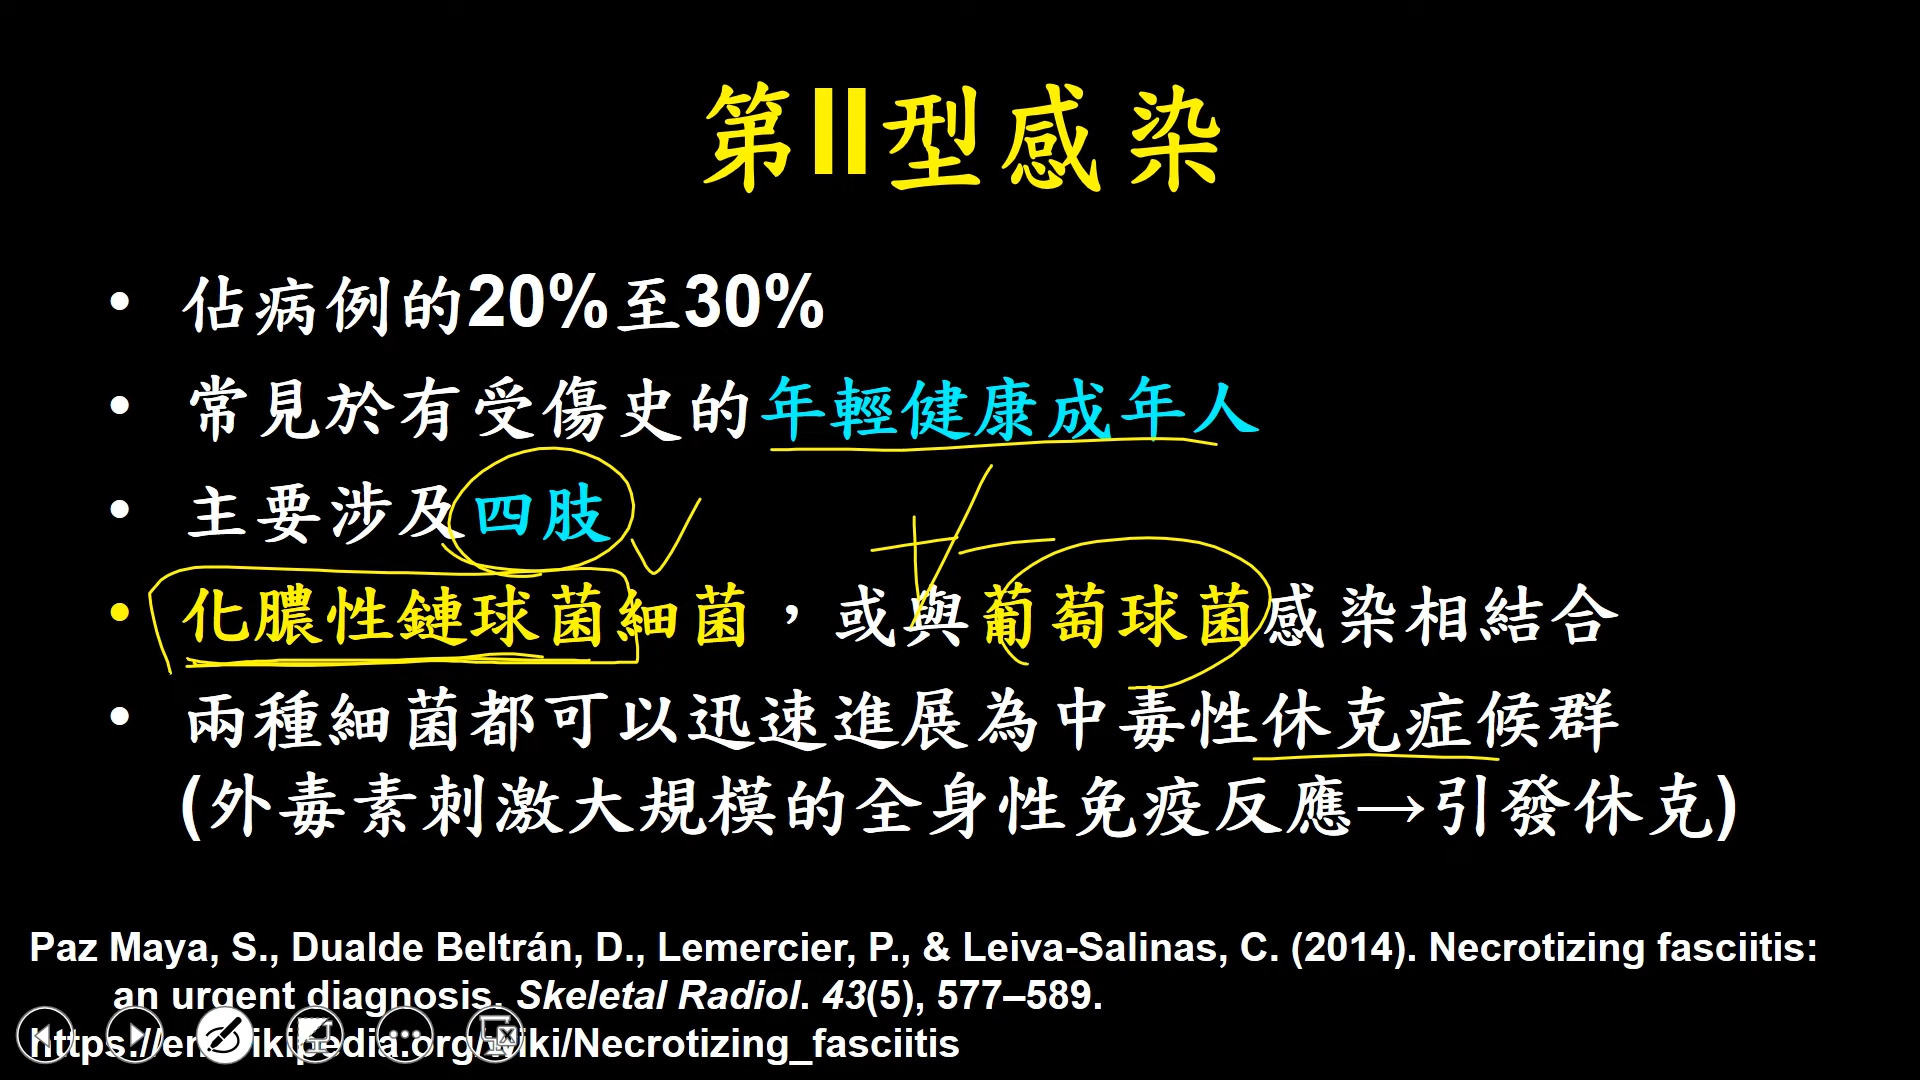 第II型感染
• 佔病例的20%至30%
• 常見於有受傷史的年輕健康成年人
• 主要涉及四肢
• 化膿性鏈球菌細菌，或與葡萄球菌感染相結合
• 兩種細菌都可以迅速進展為中毒性休克症候群
(外毒素刺激大規模的全身性免疫反應→引發休克)
Paz Maya, S., Dualde Beltrán, D., Lemercier, P., & Leiva-Salinas, C. (2014). Necrotizing fasciitis:
an urgent diagnosis. Skeletal Radiol. 43(5), 577–589.
https://en.wikipedia.org/wiki/Necrotizing_fasciitis